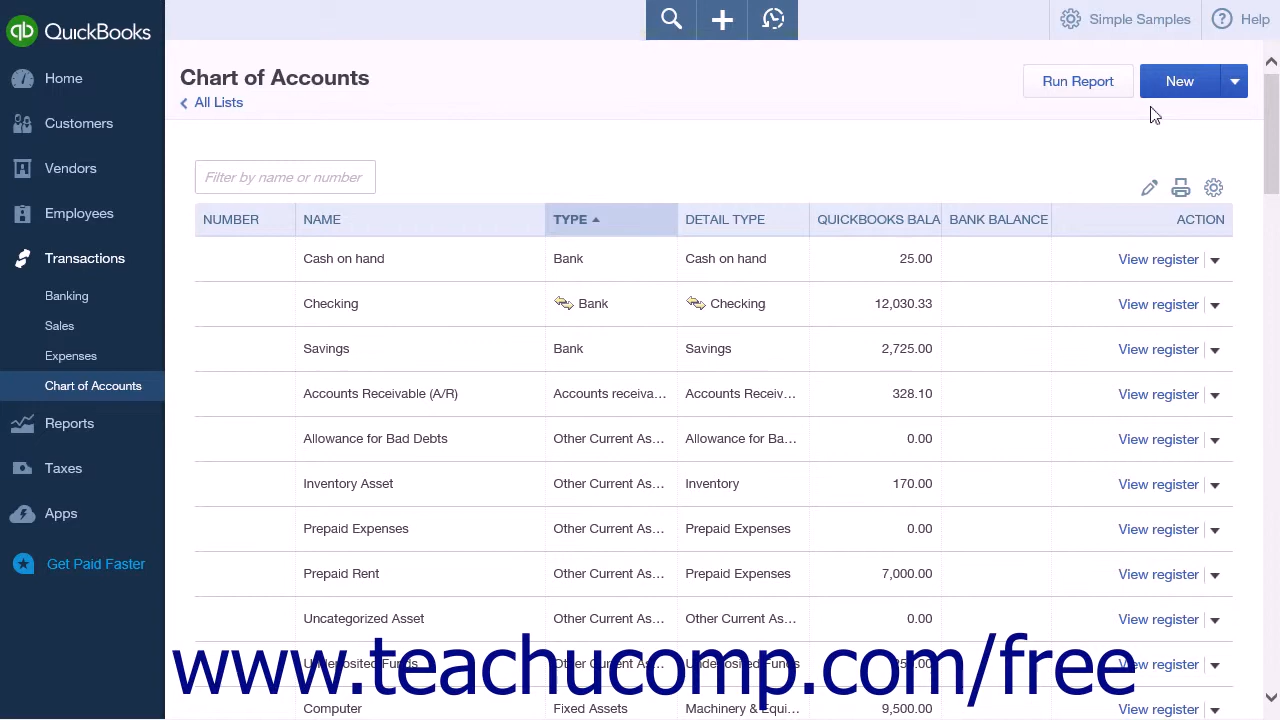 QuickBooks
Simple Samples
Help
Home
Customers
Vendors
Employees
Transactions
Banking
Sales
Expenses
Chart of Accounts
Reports
Taxes
Apps
Get Paid Faster
Chart of Accounts
All Lists
Run Report
New
Filter by name or number
NUMBER NAME TYPE DETAIL TYPE QUICKBOOKS BALA BANK BALANCE ACTION
Cash on hand Bank Cash on hand 25.00 View register
Checking Bank Checking 12,030.33 View register
Savings Bank Savings 2,725.00 View register
Accounts Receivable (A/R) Accounts receiva... Accounts Receiv... 328.10 View register
Allowance for Bad Debts Other Current As... Allowance for Ba... 0.00 View register
Inventory Asset Other Current As... Inventory 170.00 View register
Prepaid Expenses Other Current As... Prepaid Expenses 0.00 View register
Prepaid Rent Other Current As... Prepaid Expenses 7,000.00 View register
Uncategorized Asset Other Current As... Other Current As... 0.00 View register
Undeposited Funds Other Current As... Undeposited Funds View register
www.teachucomp.com/free
Computer Fixed Assets Machinery & Equi... 9,500.00 View register